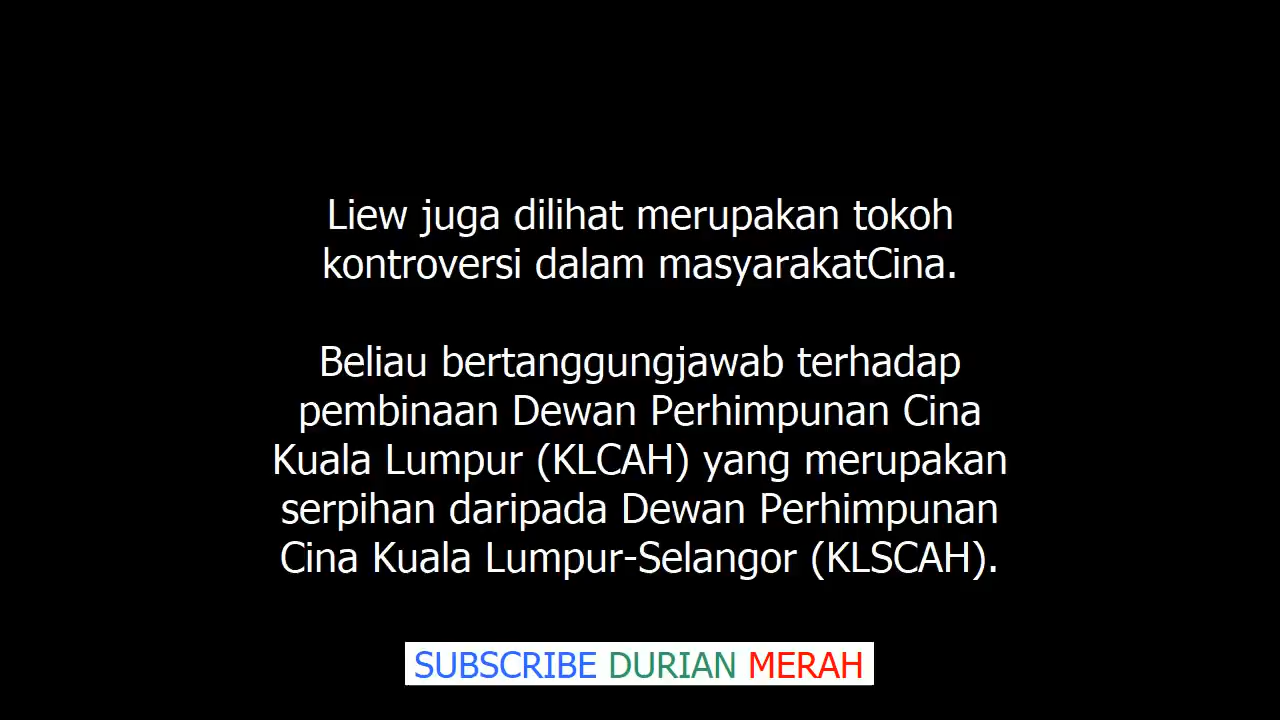 Liew juga dilihat merupakan tokoh
kontroversi dalam masyarakatCina.
Beliau bertanggungjawab terhadap
pembinaan Dewan Perhimpunan Cina
Kuala Lumpur (KLCAH) yang merupakan
serpihan daripada Dewan Perhimpunan
Cina Kuala Lumpur-Selangor (KLSCAH).
SUBSCRIBE DURIAN MERAH